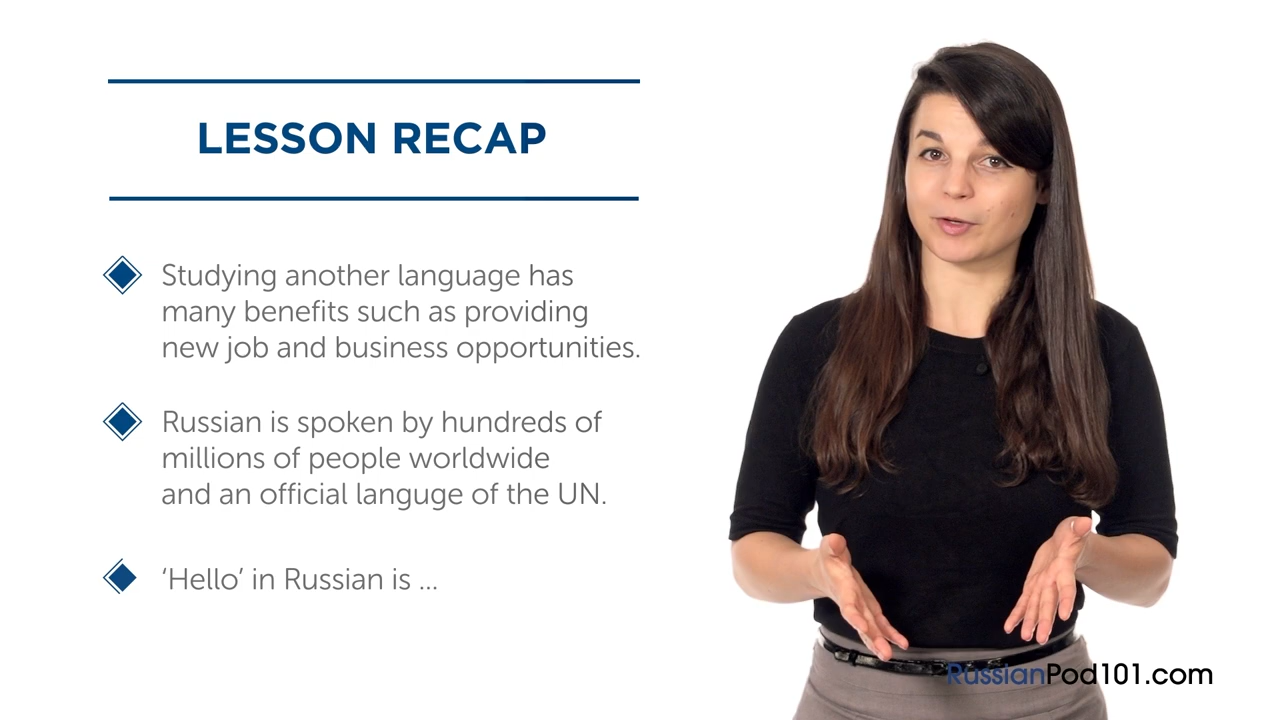 LESSON RECAP
Studying another language has
many benefits such as providing
new job and business opportunities.
Russian is spoken by hundreds of
millions of people worldwide
and an official languge of the UN.
‘Hello’ in Russian is ...
RussianPod101.com